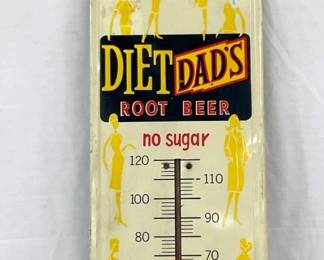 DIET DAD'S
ROOT BEER
no sugar
120
110
100
90
80
70